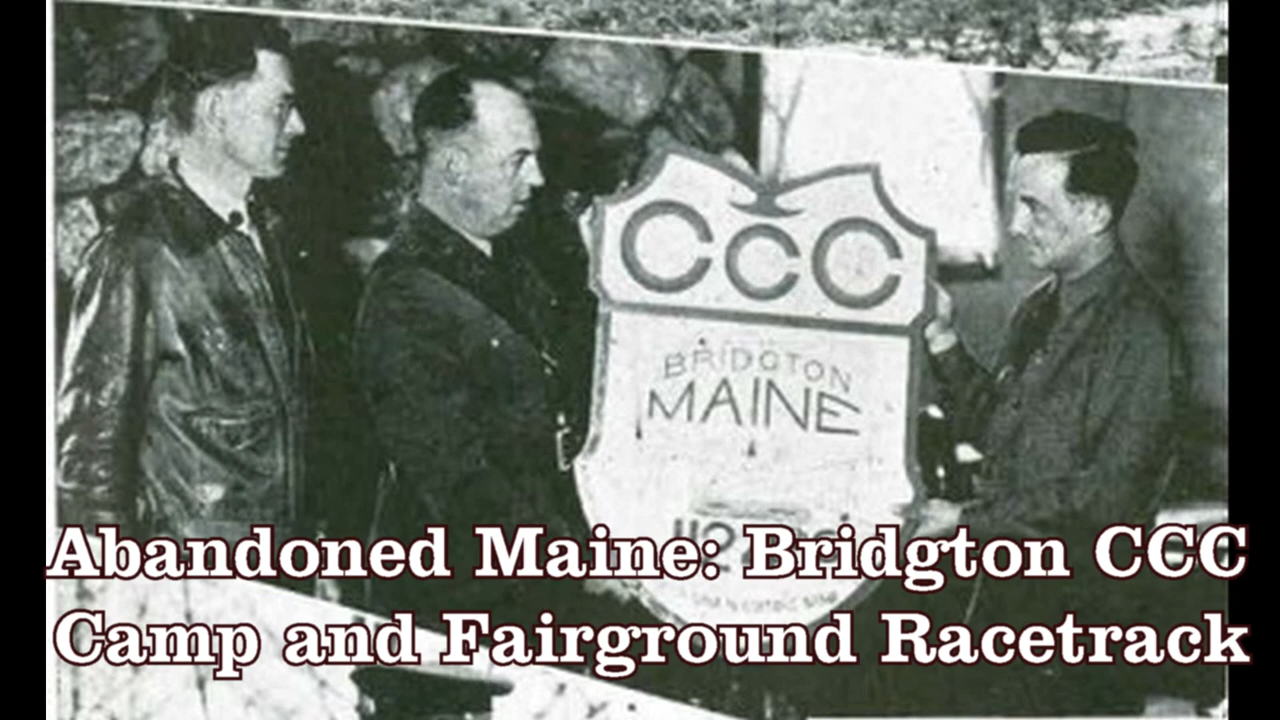 CCC
BRIDGTON
MAINE
Abandoned Maine: Bridgton CCC
Camp and Fairground Racetrack